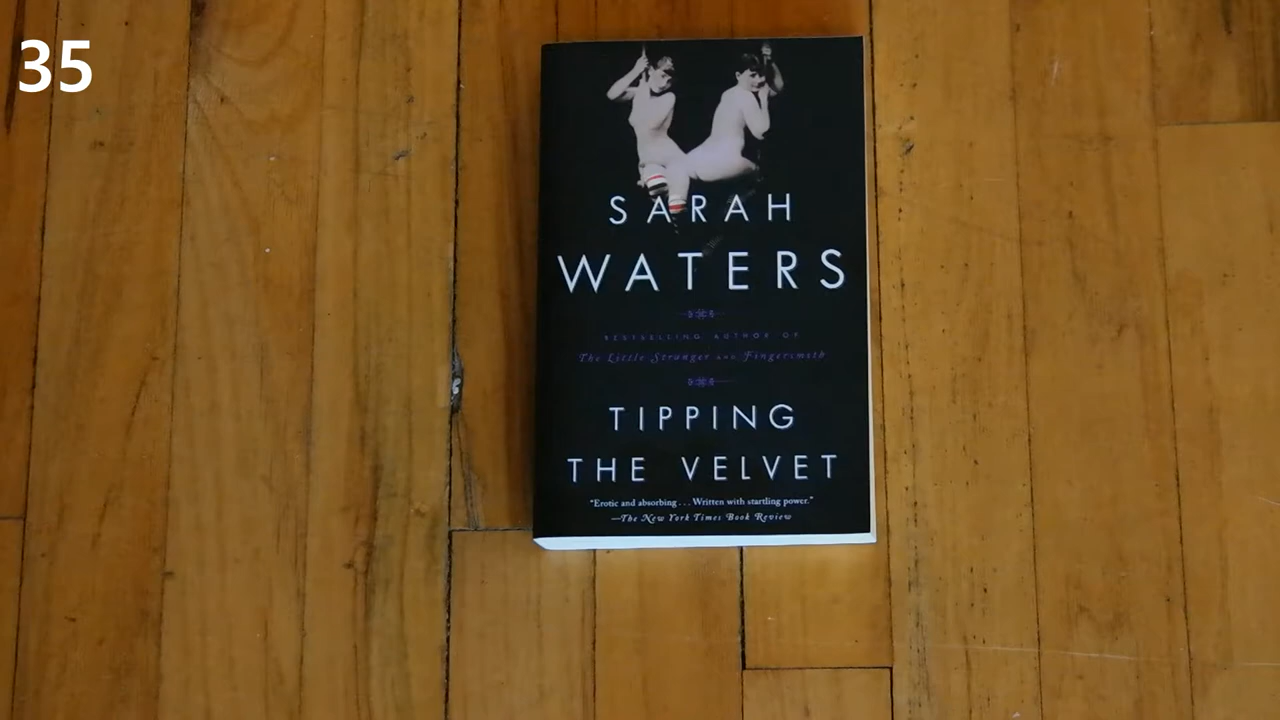 35
SARAH
WATERS
BESTSELLING AUTHOR OF
The Little Stranger AND Fingersmith
TIPPING
THE VELVET
"Erotic and absorbing . . . Written with startling power."
—The New York Times Book Review